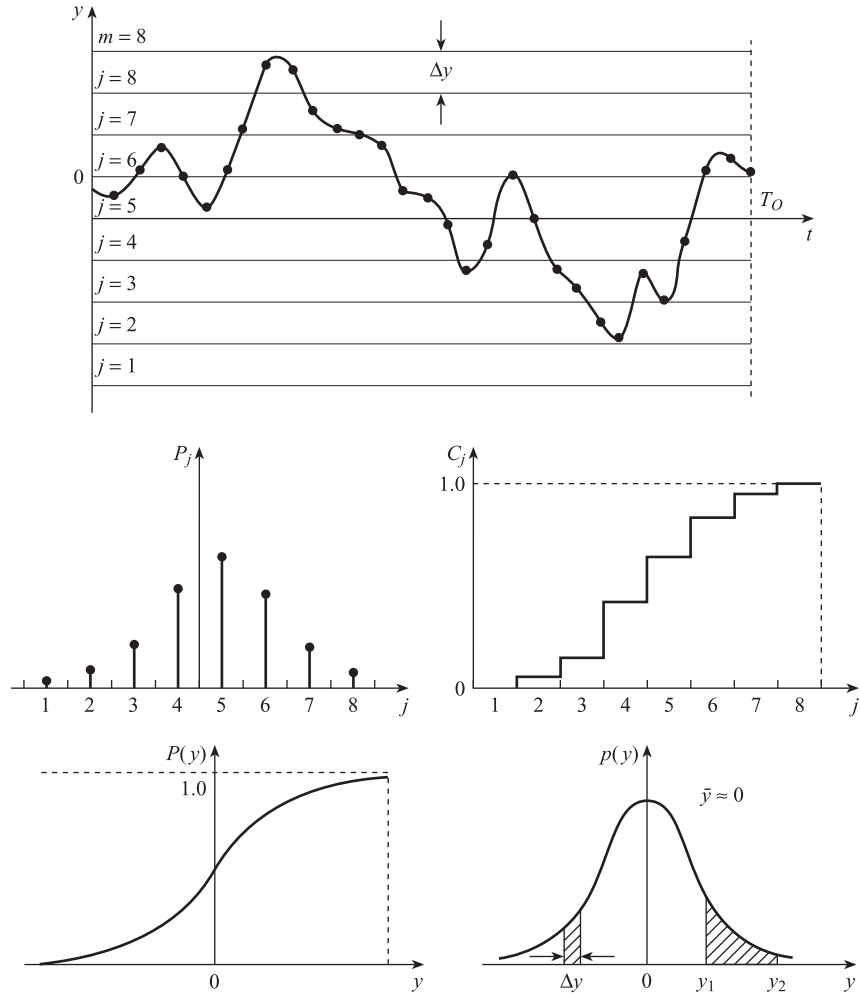 y
m = 8
Δy
j = 8
j = 7
j = 6
0
j = 5
T_O
t
j = 4
j = 3
j = 2
j = 1
P_j
1 2 3 4 5 6 7 8 j
C_j
1.0
0
1 2 3 4 5 6 7 8 j
P(y)
1.0
0 y
p(y)
ȳ ≈ 0
Δy 0 y₁ y₂ y